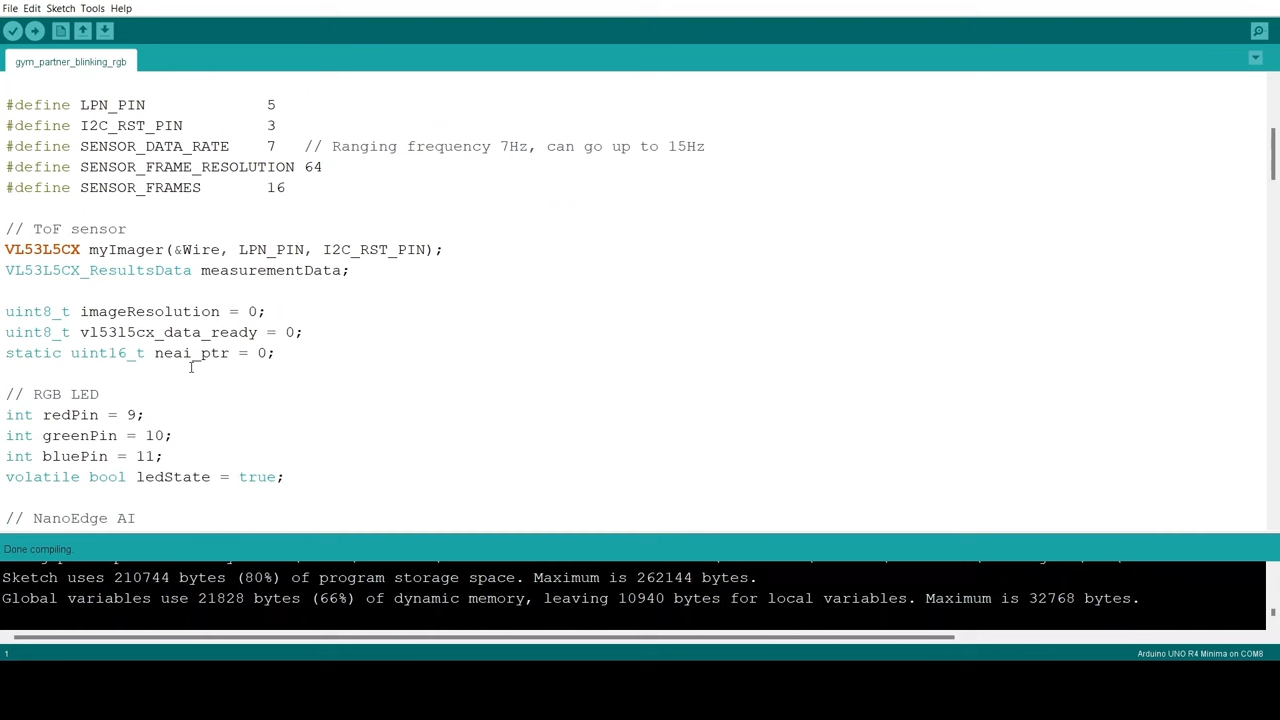 File Edit Sketch Tools Help
gym_partner_blinking_rgb
#define LPN_PIN 5
#define I2C_RST_PIN 3
#define SENSOR_DATA_RATE 7 // Ranging frequency 7Hz, can go up to 15Hz
#define SENSOR_FRAME_RESOLUTION 64
#define SENSOR_FRAMES 16
// ToF sensor
VL53L5CX myImager(&Wire, LPN_PIN, I2C_RST_PIN);
VL53L5CX_ResultsData measurementData;
uint8_t imageResolution = 0;
uint8_t vl53l5cx_data_ready = 0;
static uint16_t neai_ptr = 0;
// RGB LED
int redPin = 9;
int greenPin = 10;
int bluePin = 11;
volatile bool ledState = true;
// NanoEdge AI
Done compiling.
Sketch uses 210744 bytes (80%) of program storage space. Maximum is 262144 bytes.
Global variables use 21828 bytes (66%) of dynamic memory, leaving 10940 bytes for local variables. Maximum is 32768 bytes.
1
Arduino UNO R4 Minima on COM8